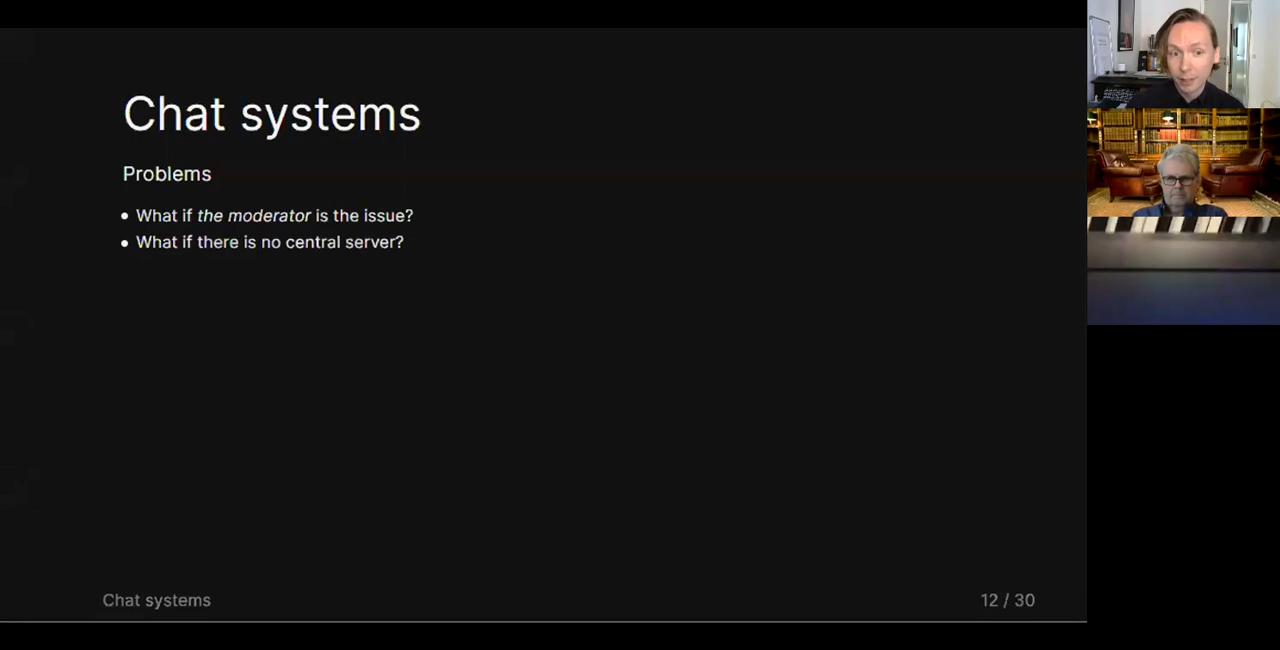 Chat systems
Problems
• What if the moderator is the issue?
• What if there is no central server?
Chat systems
12 / 30